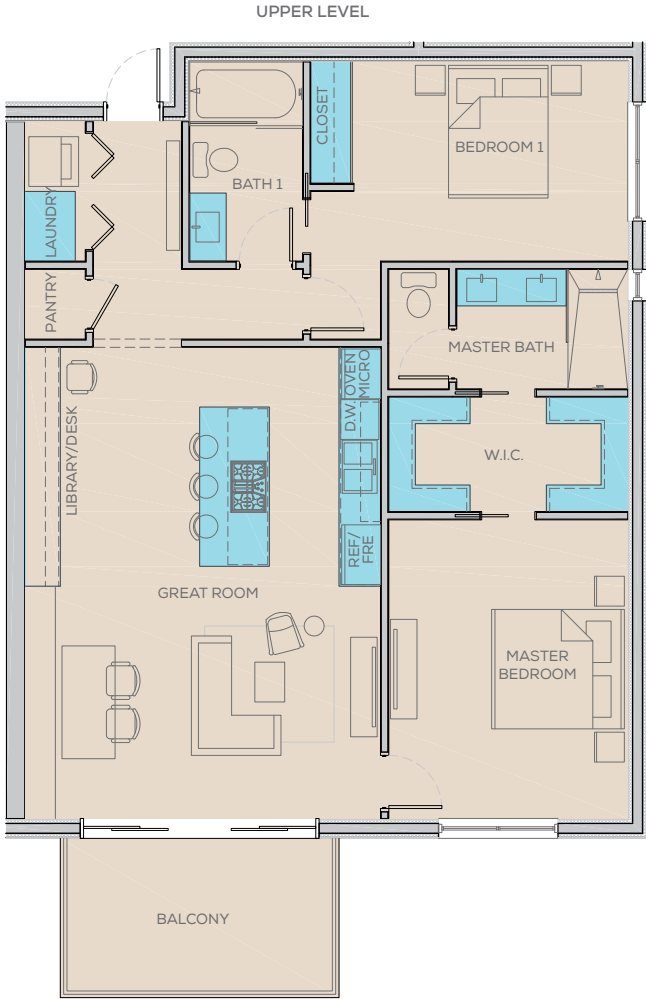 UPPER LEVEL
CLOSET
BEDROOM 1
BATH 1
LAUNDRY
PANTRY
MASTER BATH
D.W. OVEN
MICRO
LIBRARY/DESK
W.I.C.
REF/
FRE
GREAT ROOM
MASTER
BEDROOM
BALCONY